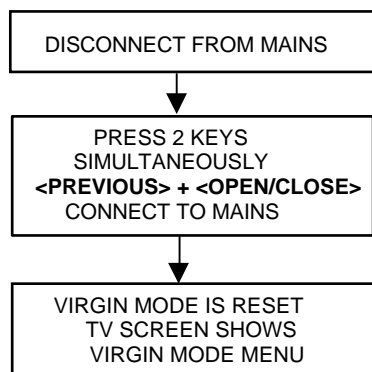 DISCONNECT FROM MAINS
PRESS 2 KEYS
SIMULTANEOUSLY
<PREVIOUS> + <OPEN/CLOSE>
CONNECT TO MAINS
VIRGIN MODE IS RESET
TV SCREEN SHOWS
VIRGIN MODE MENU